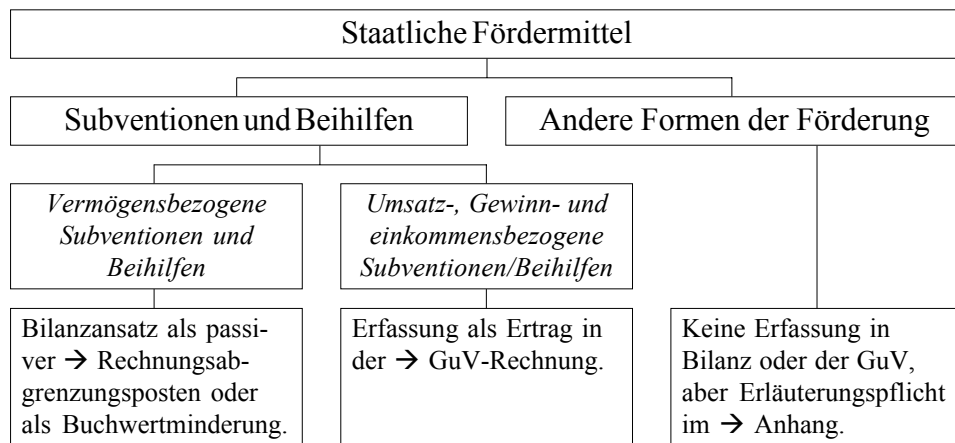 Staatliche Fördermittel
Subventionen und Beihilfen
Andere Formen der Förderung
Vermögensbezogene
Subventionen und
Beihilfen
Umsatz-, Gewinn- und
einkommensbezogene
Subventionen/Beihilfen
Bilanzansatz als passi-
ver → Rechnungsab-
grenzungsposten oder
als Buchwertminderung.
Erfassung als Ertrag in
der → GuV-Rechnung.
Keine Erfassung in
Bilanz oder der GuV,
aber Erläuterungspflicht
im → Anhang.